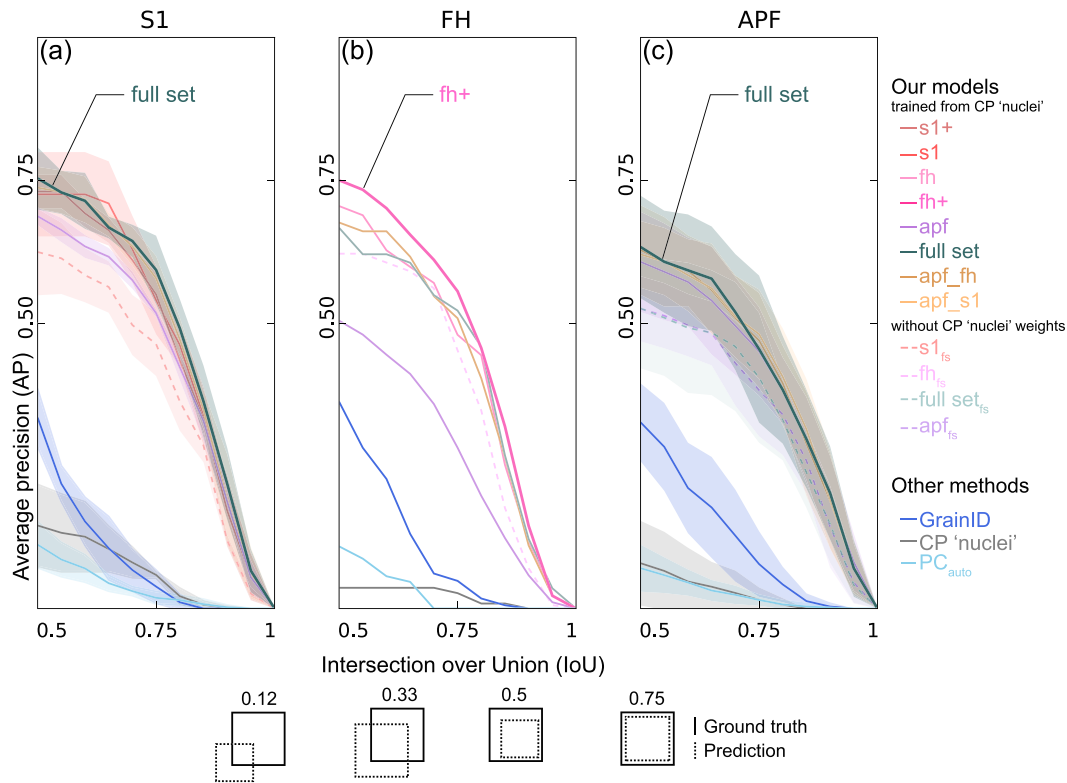 S1
FH
APF
(a)
(b)
(c)
full set
fh+
full set
0.75
0.50
0.75
0.50
0.75
0.50
Average precision (AP)
0.5 0.75 1
0.5 0.75 1
0.5 0.75 1
Intersection over Union (IoU)
Our models
trained from CP 'nuclei'
s1+
s1
fh
fh+
apf
full set
apf_fh
apf_s1
without CP 'nuclei' weights
s1fs
fhfs
full setfs
apffs
Other methods
GrainID
CP 'nuclei'
PCauto
0.12
0.33
0.5
0.75
Ground truth
Prediction